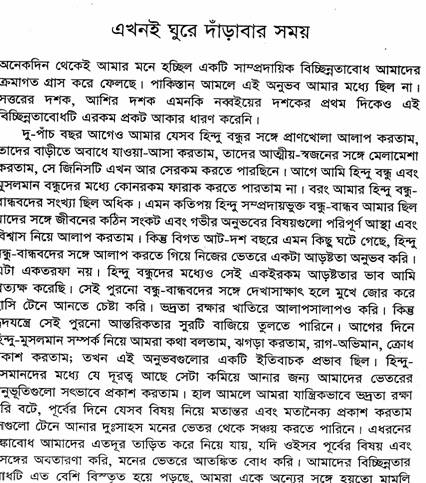 এখনই ঘুরে দাঁড়াবার সময়
অনেকদিন থেকেই আমার মনে হচ্ছিল একটি সাম্প্রদায়িক বিচ্ছিন্নতাবোধ আমাদের
ক্রমাগত গ্রাস করে ফেলছে। পাকিস্তান আমলে এই অনুভব আমার মধ্যে ছিল না।
সত্তরের দশক, আশির দশক এমনকি নব্বইয়ের দশকের প্রথম দিকেও এই
বিচ্ছিন্নতাবোধটি এরকম প্রকট আকার ধারণ করেনি।
দু-পাঁচ বছর আগেও আমার যেসব হিন্দু বন্ধুর সঙ্গে প্রাণখোলা আলাপ করতাম,
তাদের বাড়ীতে অবাধে যাওয়া-আসা করতাম, তাদের আত্মীয়-স্বজনের সঙ্গে মেলামেশা
করতাম, সে জিনিসটি এখন আর সেরকম করতে পারছিনে। আগে আমি হিন্দু বন্ধু এবং
মুসলমান বন্ধুদের মধ্যে কোনরকম ফারাক করতে পারতাম না। বরং আমার হিন্দু বন্ধু-
বান্ধবদের সংখ্যা ছিল অধিক। এমন কতিপয় হিন্দু সম্প্রদায়ভুক্ত বন্ধু-বান্ধব আমার ছিল
যাদের সঙ্গে জীবনের কঠিন সংকট এবং গভীর অনুভবের বিষয়গুলো পরিপূর্ণ আস্থা এবং
বিশ্বাস নিয়ে আলাপ করতাম। কিন্তু বিগত আট-দশ বছরে এমন কিছু ঘটে গেছে, হিন্দু
বন্ধু-বান্ধবদের সঙ্গে আলাপ করতে গিয়ে নিজের ভেতরে একটা আড়ষ্টতা অনুভব করি।
এটা একতরফা নয়। হিন্দু বন্ধুদের মধ্যেও সেই একইরকম আড়ষ্টতার ভাব আমি
প্রত্যক্ষ করেছি। সেই পুরনো বন্ধুবান্ধবদের সঙ্গে দেখাসাক্ষাৎ হলে মুখে জোর করে
হাসি টেনে আনতে চেষ্টা করি। ভদ্রতা রক্ষার খাতিরে আলাপসালাপও করি। কিন্তু
হৃদযন্ত্রে সেই পুরনো আন্তরিকতার সুরটি বাজিয়ে তুলতে পারিনে। আগের দিনে
হিন্দু-মুসলমান সম্পর্ক নিয়ে আমরা কথা বলতাম, ঝগড়া করতাম, রাগ-অভিমান, ক্রোধ
প্রকাশ করতাম; তখন এই অনুভবগুলোর একটি ইতিবাচক প্রভাব ছিল। হিন্দু-
মুসলমানদের মধ্যে যে দূরত্ব আছে সেটা কমিয়ে আনার জন্য আমাদের ভেতরের
অনুভূতিগুলো সৎভাবে প্রকাশ করতাম। হাল আমলে আমরা যান্ত্রিকভাবে ভদ্রতা রক্ষা
করি বটে, পূর্বের দিনে যেসব বিষয় নিয়ে মতান্তর এবং মতানৈক্য প্রকাশ করতাম
সেগুলো টেনে আনার দুঃসাহস মনের ভেতর থেকে সঞ্চয় করতে পারিনে। এধরনের
শঙ্কাবোধ আমাদের এতদূর তাড়িত করে নিয়ে যায়, যদি ওইসব পূর্বের বিষয় এবং
প্রসঙ্গের অবতারণা করি, মনের ভেতরে আতঙ্কিত বোধ করি। আমাদের বিচ্ছিন্নতার
বোধটি এত বেশি বিস্তৃত হয়ে পড়ছে, আমরা একে অন্যের সঙ্গে হয়তো মামলি